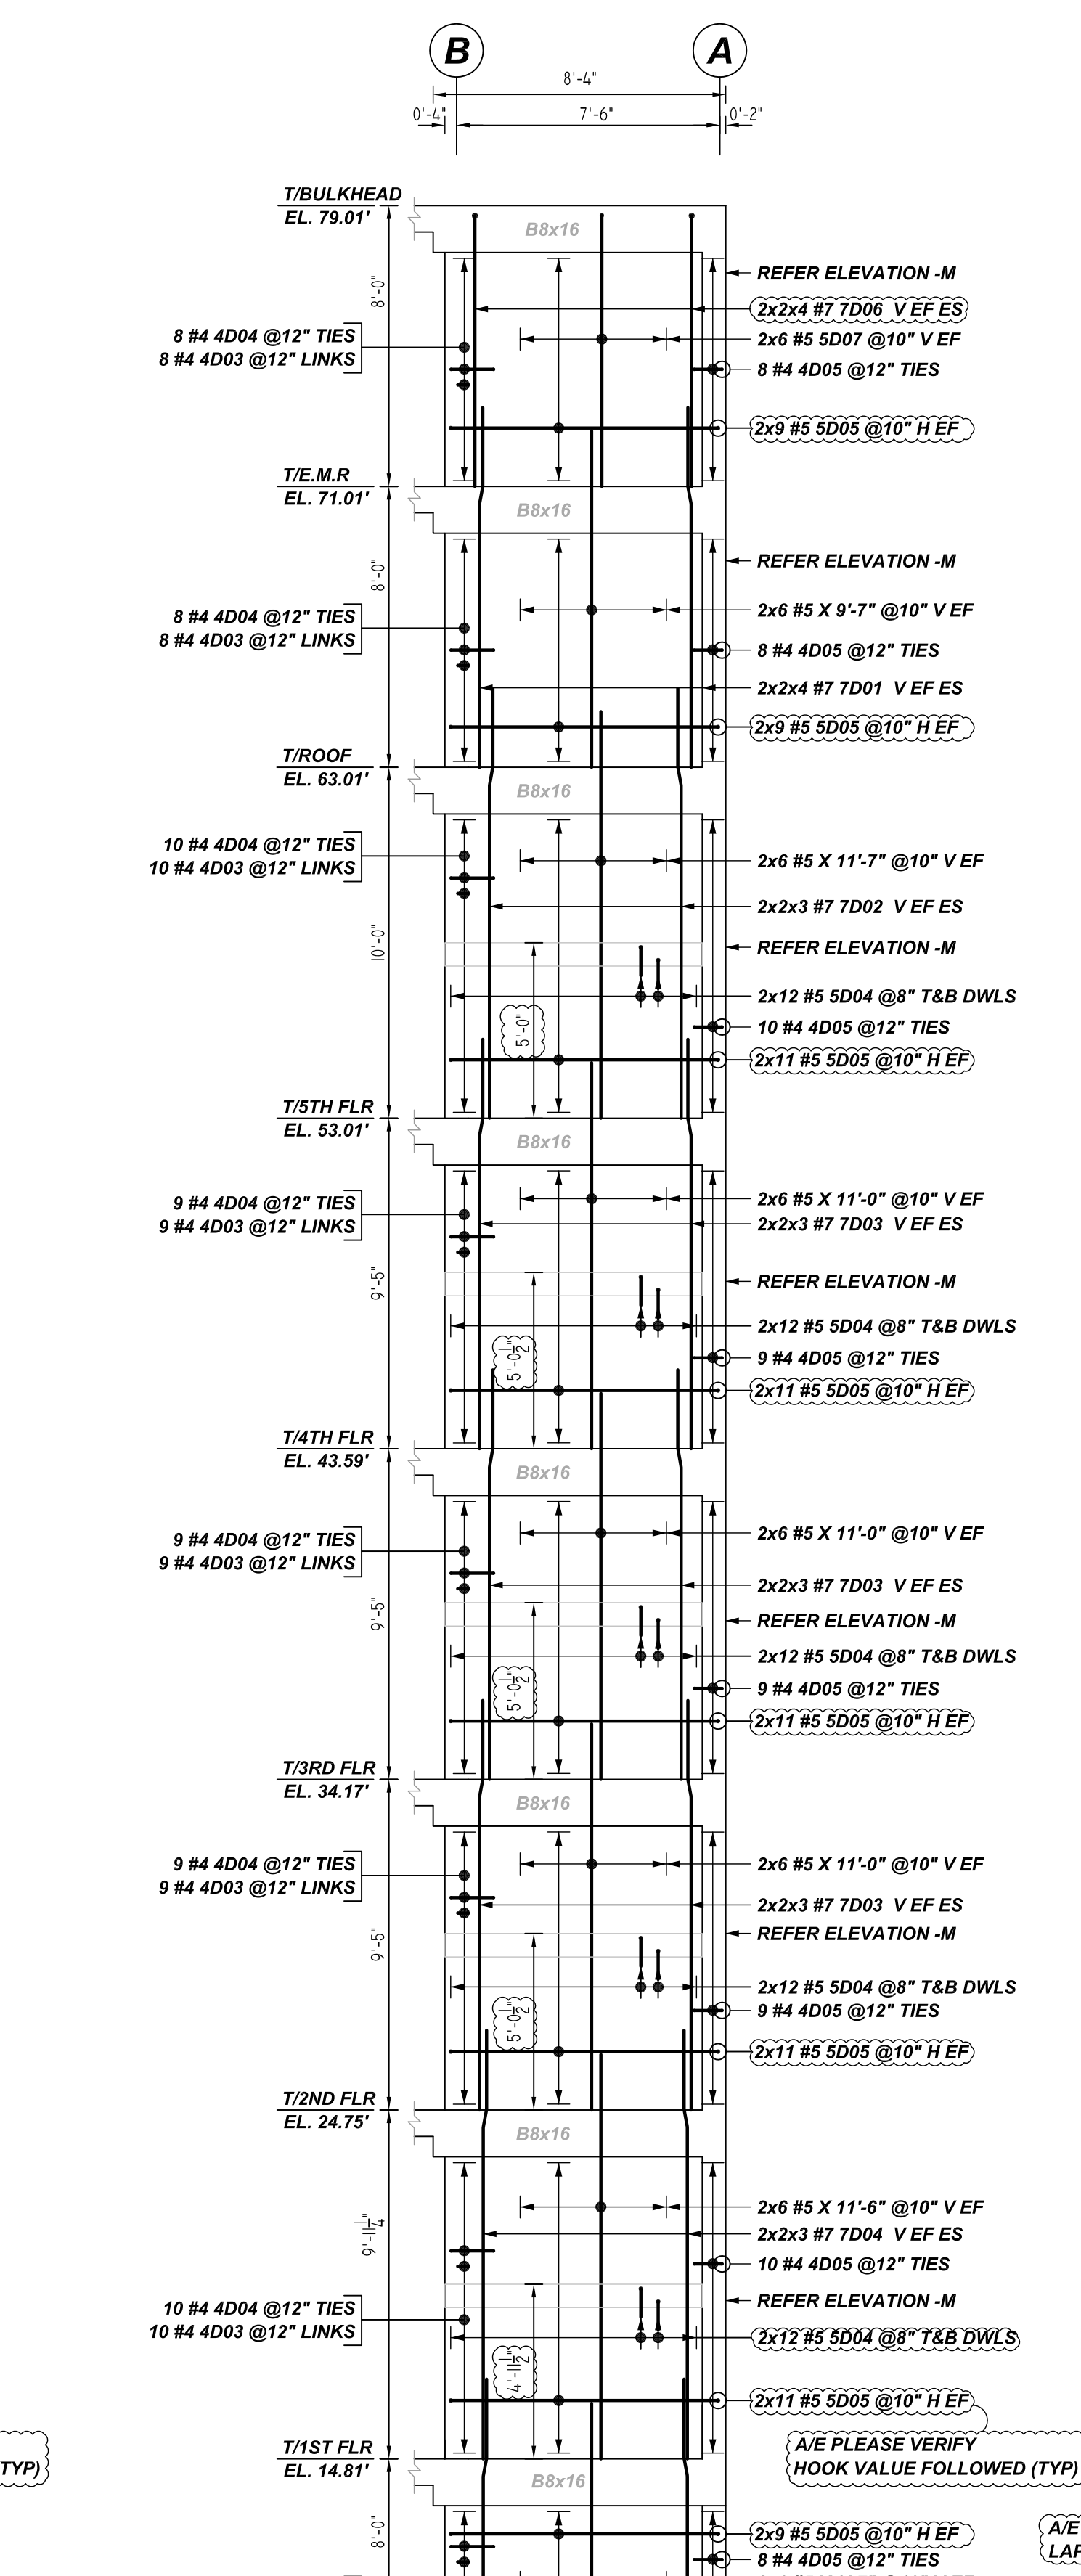 B
A
8'-4"
0'-4"
7'-6"
0'-2"
T/BULKHEAD
EL. 79.01'
B8x16
REFER ELEVATION -M
8'-0"
2x2x4 #7 7D06 V EF ES
8 #4 4D04 @12" TIES
8 #4 4D03 @12" LINKS
2x6 #5 5D07 @10" V EF
8 #4 4D05 @12" TIES
2x9 #5 5D05 @10" H EF
T/E.M.R
EL. 71.01'
B8x16
REFER ELEVATION -M
8'-0"
8 #4 4D04 @12" TIES
8 #4 4D03 @12" LINKS
2x6 #5 X 9'-7" @10" V EF
8 #4 4D05 @12" TIES
2x2x4 #7 7D01 V EF ES
2x9 #5 5D05 @10" H EF
T/ROOF
EL. 63.01'
B8x16
10 #4 4D04 @12" TIES
10 #4 4D03 @12" LINKS
2x6 #5 X 11'-7" @10" V EF
2x2x3 #7 7D02 V EF ES
10'-0"
REFER ELEVATION -M
2x12 #5 5D04 @8" T&B DWLS
5'-0"
10 #4 4D05 @12" TIES
2x11 #5 5D05 @10" H EF
T/5TH FLR
EL. 53.01'
B8x16
9 #4 4D04 @12" TIES
9 #4 4D03 @12" LINKS
2x6 #5 X 11'-0" @10" V EF
2x2x3 #7 7D03 V EF ES
9'-5"
REFER ELEVATION -M
2x12 #5 5D04 @8" T&B DWLS
5'-0 1/2"
9 #4 4D05 @12" TIES
2x11 #5 5D05 @10" H EF
T/4TH FLR
EL. 43.59'
B8x16
9 #4 4D04 @12" TIES
9 #4 4D03 @12" LINKS
2x6 #5 X 11'-0" @10" V EF
2x2x3 #7 7D03 V EF ES
9'-5"
REFER ELEVATION -M
2x12 #5 5D04 @8" T&B DWLS
5'-0 1/2"
9 #4 4D05 @12" TIES
2x11 #5 5D05 @10" H EF
T/3RD FLR
EL. 34.17'
B8x16
9 #4 4D04 @12" TIES
9 #4 4D03 @12" LINKS
2x6 #5 X 11'-0" @10" V EF
2x2x3 #7 7D03 V EF ES
REFER ELEVATION -M
9'-5"
2x12 #5 5D04 @8" T&B DWLS
5'-0 1/2"
9 #4 4D05 @12" TIES
2x11 #5 5D05 @10" H EF
T/2ND FLR
EL. 24.75'
B8x16
2x6 #5 X 11'-6" @10" V EF
9'-11 1/4"
2x2x3 #7 7D04 V EF ES
10 #4 4D05 @12" TIES
REFER ELEVATION -M
10 #4 4D04 @12" TIES
10 #4 4D03 @12" LINKS
2x12 #5 5D04 @8" T&B DWLS
4'-11 1/2"
2x11 #5 5D05 @10" H EF
T/1ST FLR
EL. 14.81'
A/E PLEASE VERIFY
HOOK VALUE FOLLOWED (TYP)
TYP)
B8x16
8'-0"
2x9 #5 5D05 @10" H EF
A/E
8 #4 4D05 @12" TIES